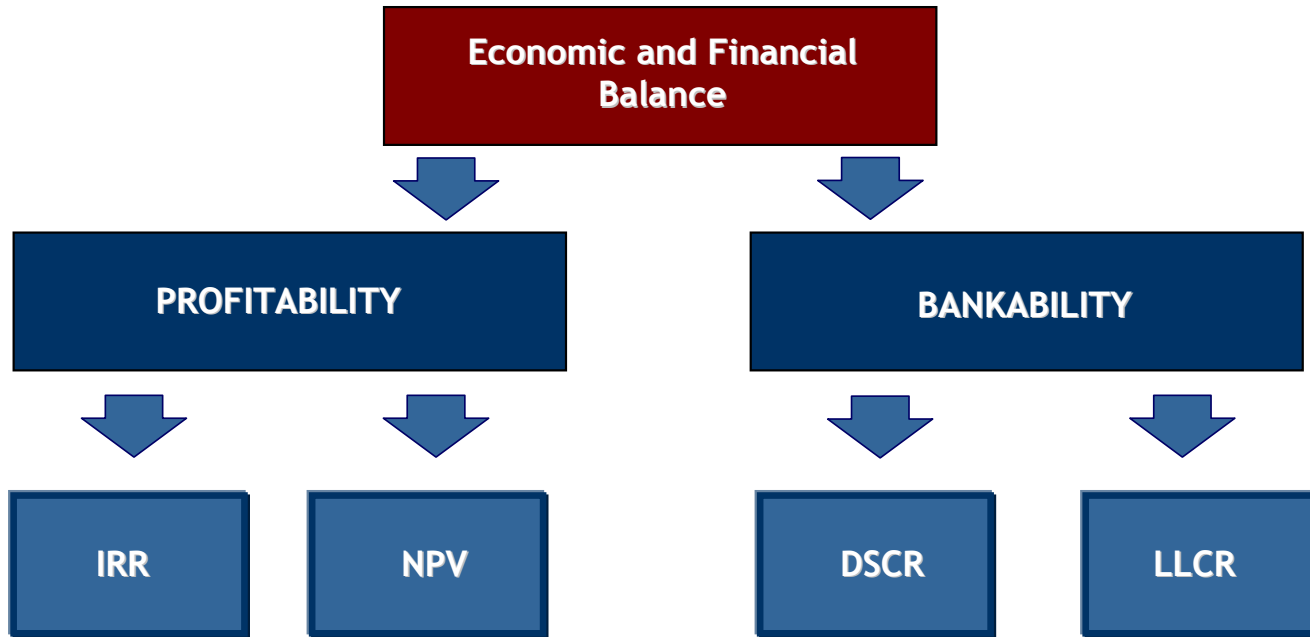 Economic and Financial
Balance
PROFITABILITY
BANKABILITY
IRR
NPV
DSCR
LLCR